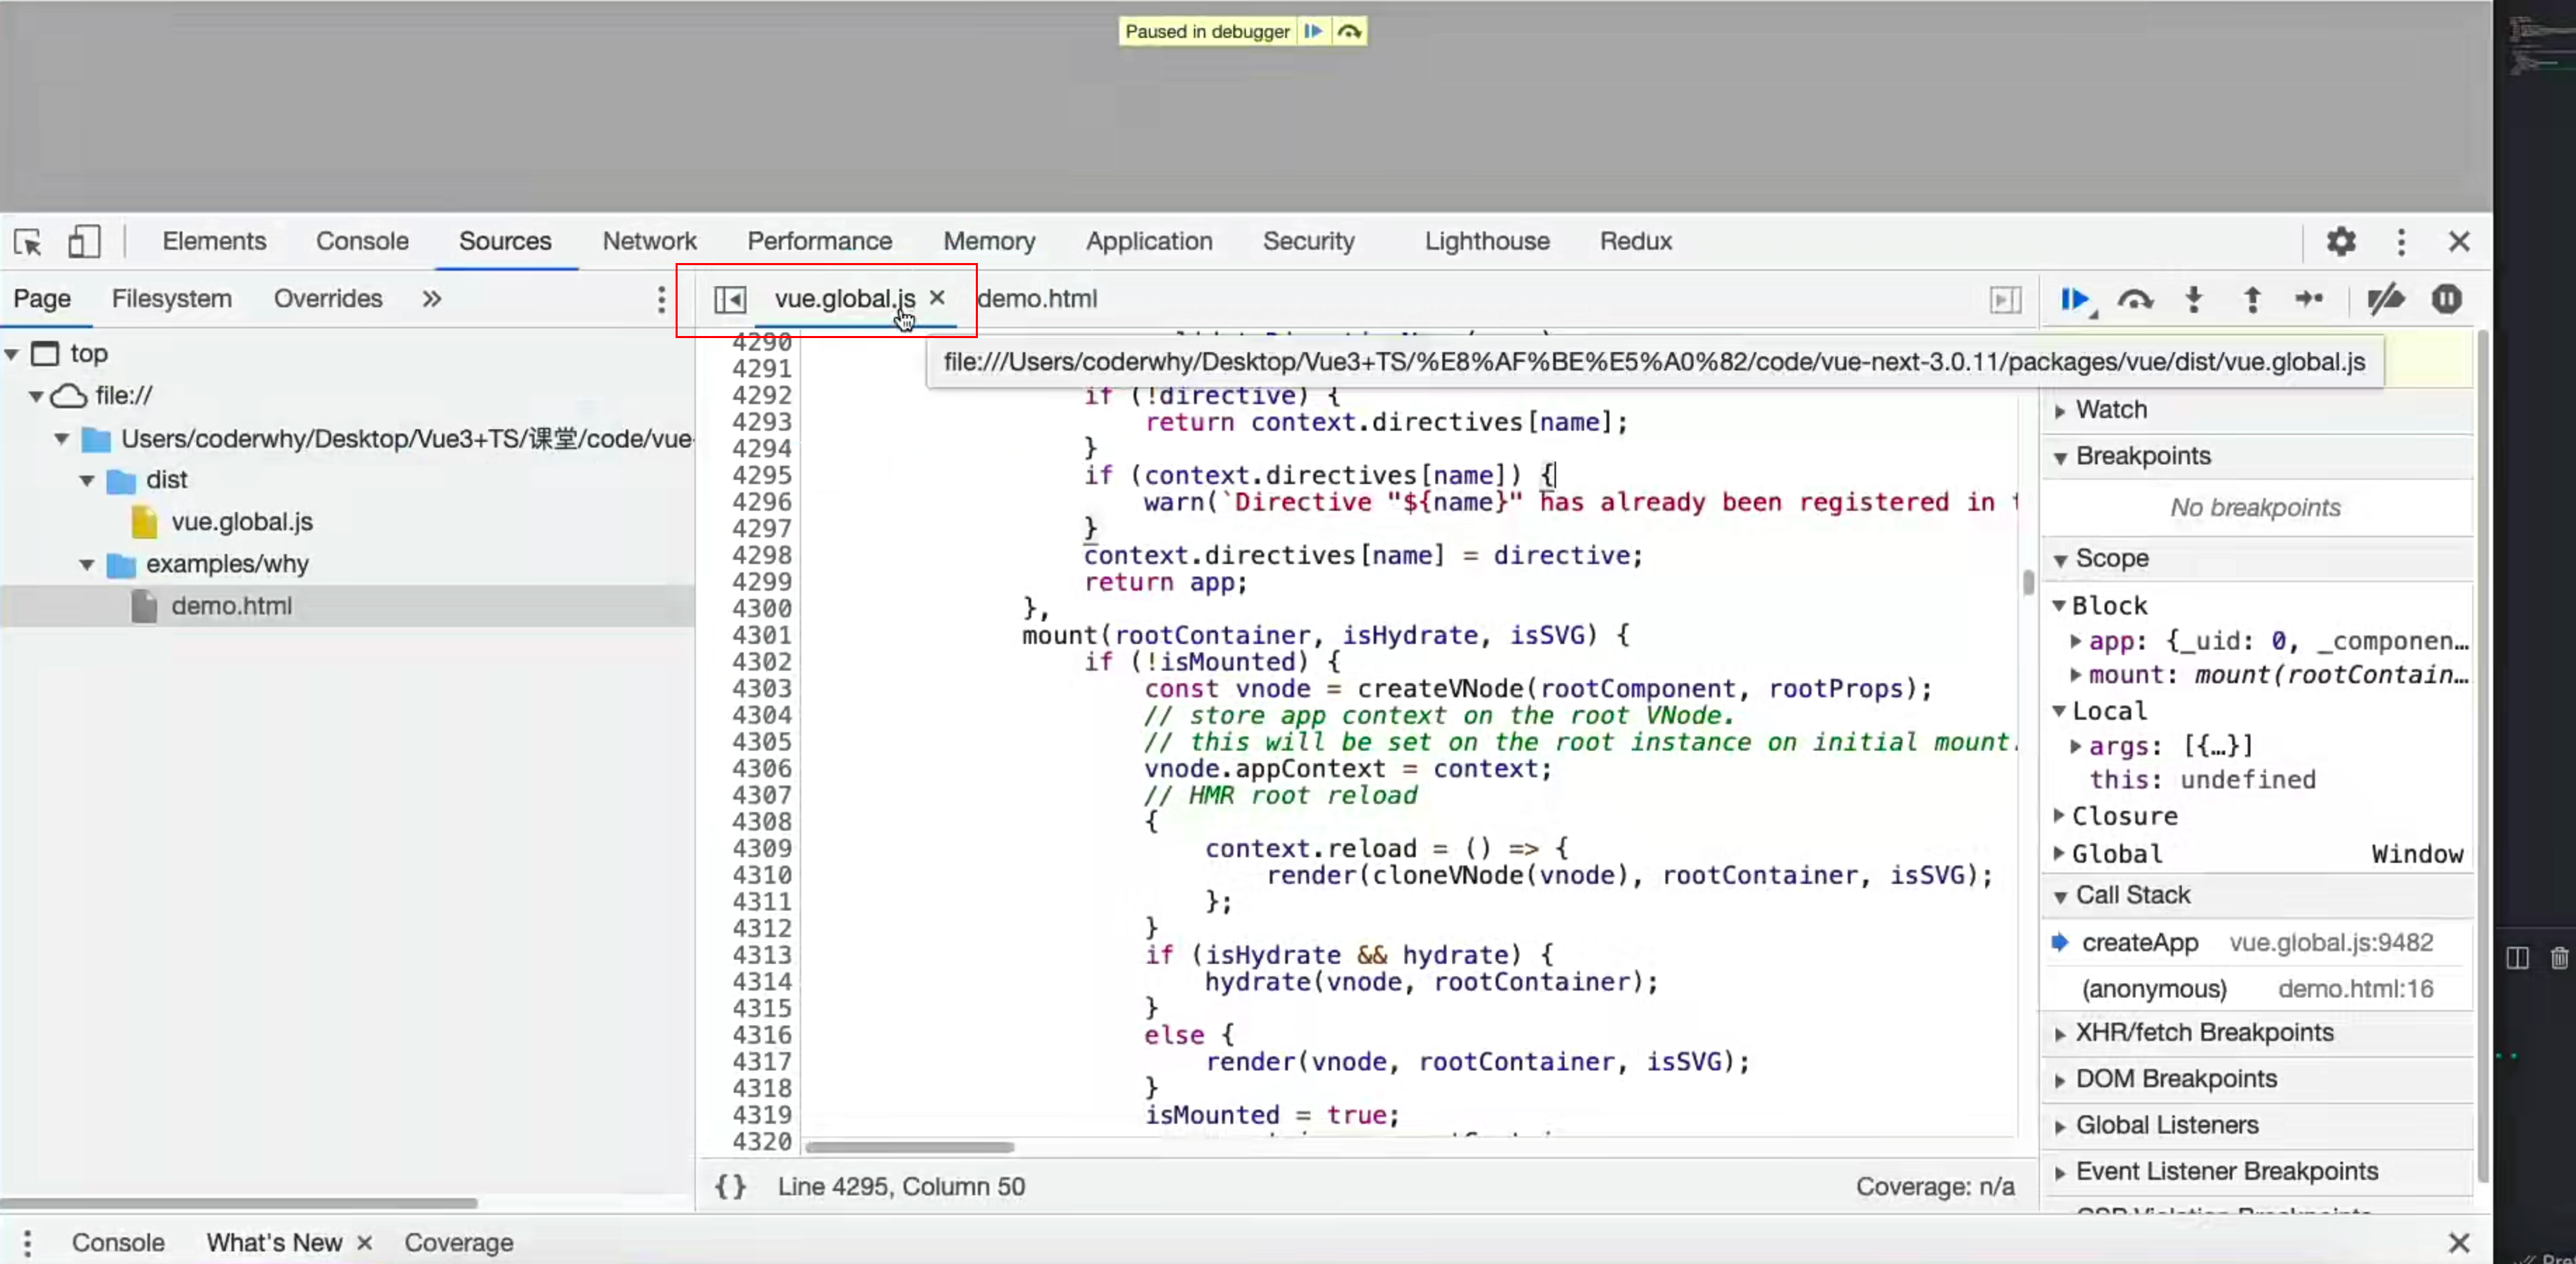 Paused in debugger
Elements Console Sources Network Performance Memory Application Security Lighthouse Redux
Page Filesystem Overrides »
vue.global.js × demo.html
file:///Users/coderwhy/Desktop/Vue3+TS/%E8%AF%BE%E5%A0%82/code/vue-next-3.0.11/packages/vue/dist/vue.global.js
top
file://
Users/coderwhy/Desktop/Vue3+TS/课堂/code/vue-
dist
vue.global.js
examples/why
demo.html
4290
4291
4292 if (!directive) {
4293 return context.directives[name];
4294 }
4295 if (context.directives[name]) {
4296 warn(`Directive "${name}" has already been registered in
4297 }
4298 context.directives[name] = directive;
4299 return app;
4300 },
4301 mount(rootContainer, isHydrate, isSVG) {
4302 if (!isMounted) {
4303 const vnode = createVNode(rootComponent, rootProps);
4304 // store app context on the root VNode.
4305 // this will be set on the root instance on initial mount.
4306 vnode.appContext = context;
4307 // HMR root reload
4308 {
4309 context.reload = () => {
4310 render(cloneVNode(vnode), rootContainer, isSVG);
4311 };
4312 }
4313 if (isHydrate && hydrate) {
4314 hydrate(vnode, rootContainer);
4315 }
4316 else {
4317 render(vnode, rootContainer, isSVG);
4318 }
4319 isMounted = true;
4320
{} Line 4295, Column 50 Coverage: n/a
Watch
Breakpoints
No breakpoints
Scope
Block
app: {_uid: 0, _componen…
mount: mount(rootContain…
Local
args: [{…}]
this: undefined
Closure
Global Window
Call Stack
createApp vue.global.js:9482
(anonymous) demo.html:16
XHR/fetch Breakpoints
DOM Breakpoints
Global Listeners
Event Listener Breakpoints
Console What's New × Coverage